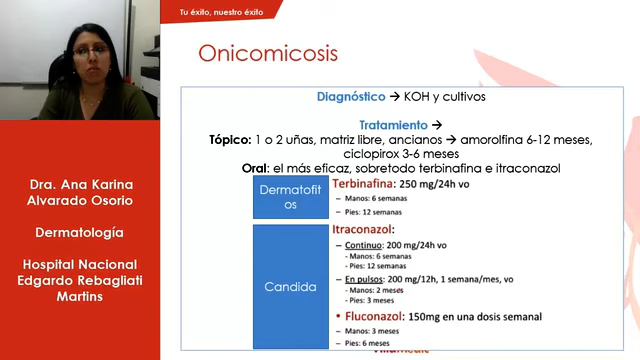 Tu éxito, nuestro éxito
Onicomicosis
Diagnóstico → KOH y cultivos
Tratamiento →
Tópico: 1 o 2 uñas, matriz libre, ancianos → amorolfina 6-12 meses,
ciclopirox 3-6 meses
Oral: el más eficaz, sobretodo terbinafina e itraconazol
Dermatofit
os
Terbinafina: 250 mg/24h vo
– Manos: 6 semanas
– Pies: 12 semanas
Candida
Itraconazol:
– Continuo: 200 mg/24h vo
- Manos: 6 semanas
- Pies: 12 semanas
– En pulsos: 200 mg/12h, 1 semana/mes, vo
- Manos: 2 meses
- Pies: 3 meses
• Fluconazol: 150mg en una dosis semanal
– Manos: 3 meses
– Pies: 6 meses
Dra. Ana Karina
Alvarado Osorio
Dermatología
Hospital Nacional
Edgardo Rebagliati
Martins